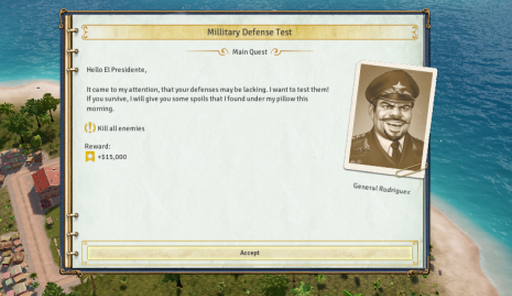 Millitary Defense Test
Main Quest
Hello El Presidente,
It came to my attention, that your defenses may be lacking. I want to test them!
If you survive, I will give you some spoils that I found under my pillow this
morning.
Kill all enemies
Reward:
+$15,000
General Rodriguez
Accept